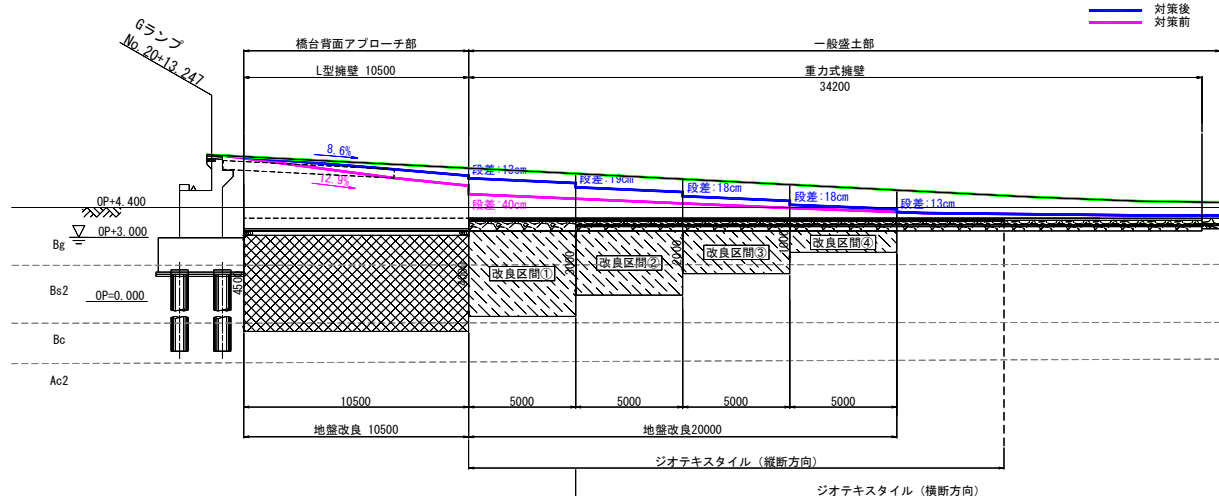 対策後
対策前
Gランプ
No.20+13.247
橋台背面アプローチ部
一般盛土部
L型擁壁 10500
重力式擁壁
34200
8.6%
12.9%
段差:13cm
段差:19cm
段差:18cm
段差:18cm
段差:13cm
段差:40cm
OP+4.400
OP+3.000
OP=0.000
Bg
Bs2
Bc
Ac2
4500
改良区間①
3000
改良区間②
2000
改良区間③
1000
改良区間④
10500
5000
5000
5000
5000
地盤改良 10500
地盤改良20000
ジオテキスタイル（縦断方向）
ジオテキスタイル（横断方向）